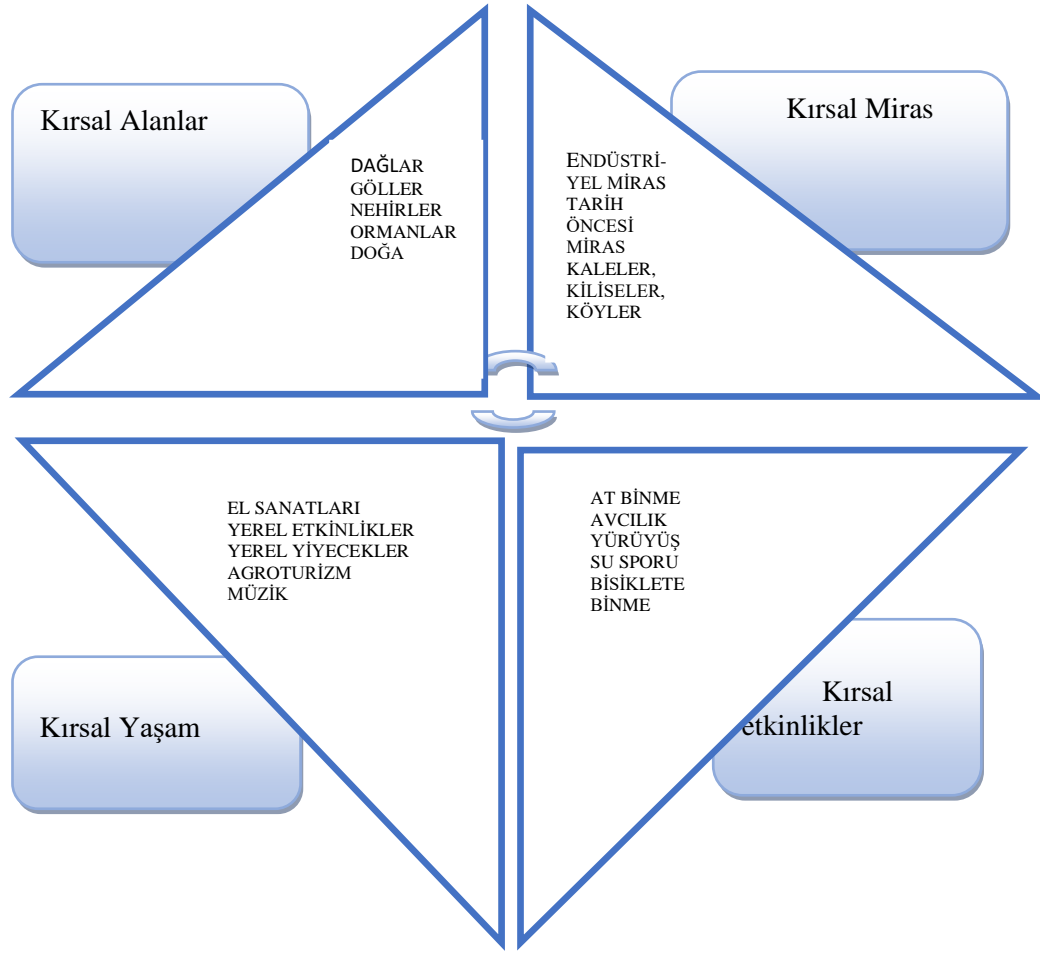 Kırsal Alanlar
DAĞLAR
GÖLLER
NEHİRLER
ORMANLAR
DOĞA
Kırsal Miras
ENDÜSTRİ-
YEL MİRAS
TARİH
ÖNCESİ
MİRAS
KALELER,
KİLİSELER,
KÖYLER
EL SANATLARI
YEREL ETKİNLİKLER
YEREL YİYECEKLER
AGROTURİZM
MÜZİK
Kırsal Yaşam
AT BİNME
AVCILIK
YÜRÜYÜŞ
SU SPORU
BİSİKLETE
BİNME
Kırsal
etkinlikler